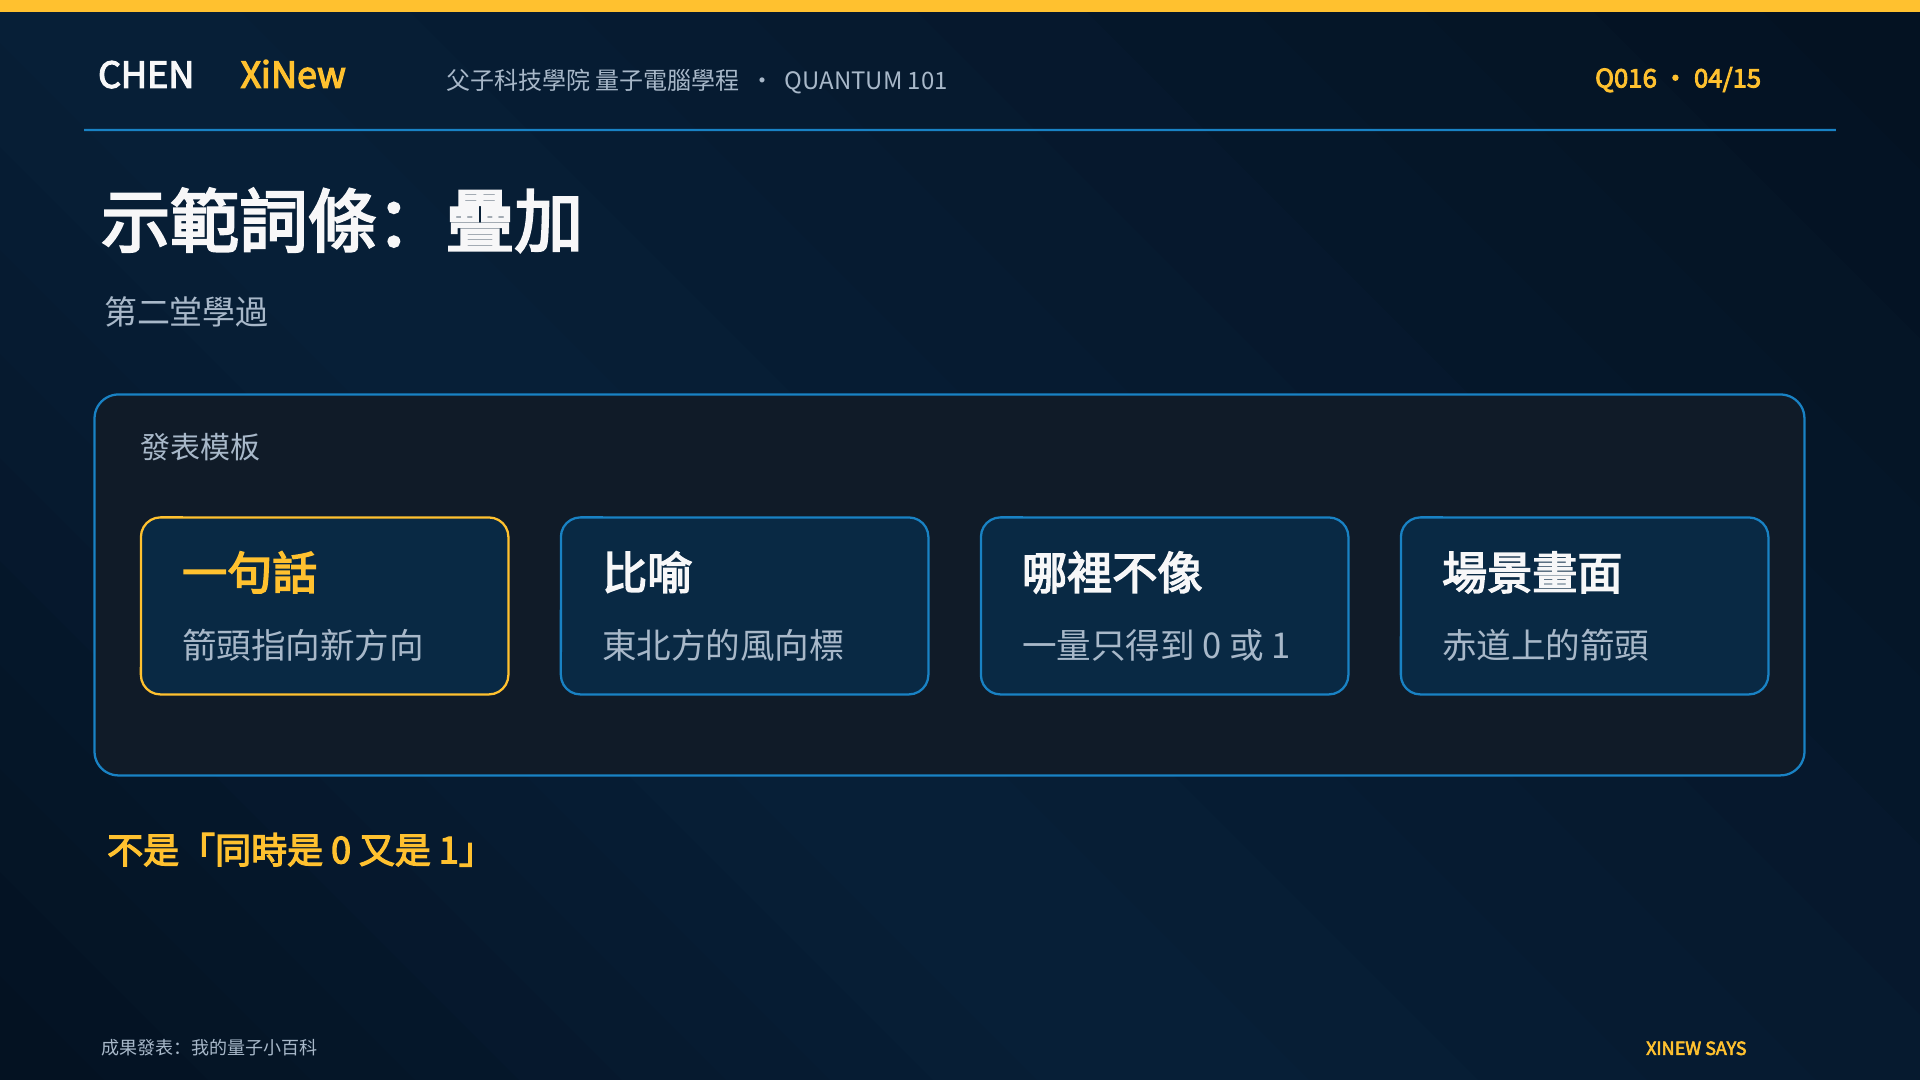 CHEN XiNew 父子科技學院 量子電腦學程 · QUANTUM 101 Q016 · 04/15
示範詞條：疊加
第二堂學過
發表模板
一句話 比喻 哪裡不像 場景畫面
箭頭指向新方向 東北方的風向標 一量只得到 0 或 1 赤道上的箭頭
不是「同時是 0 又是 1」
成果發表：我的量子小百科 XINEW SAYS